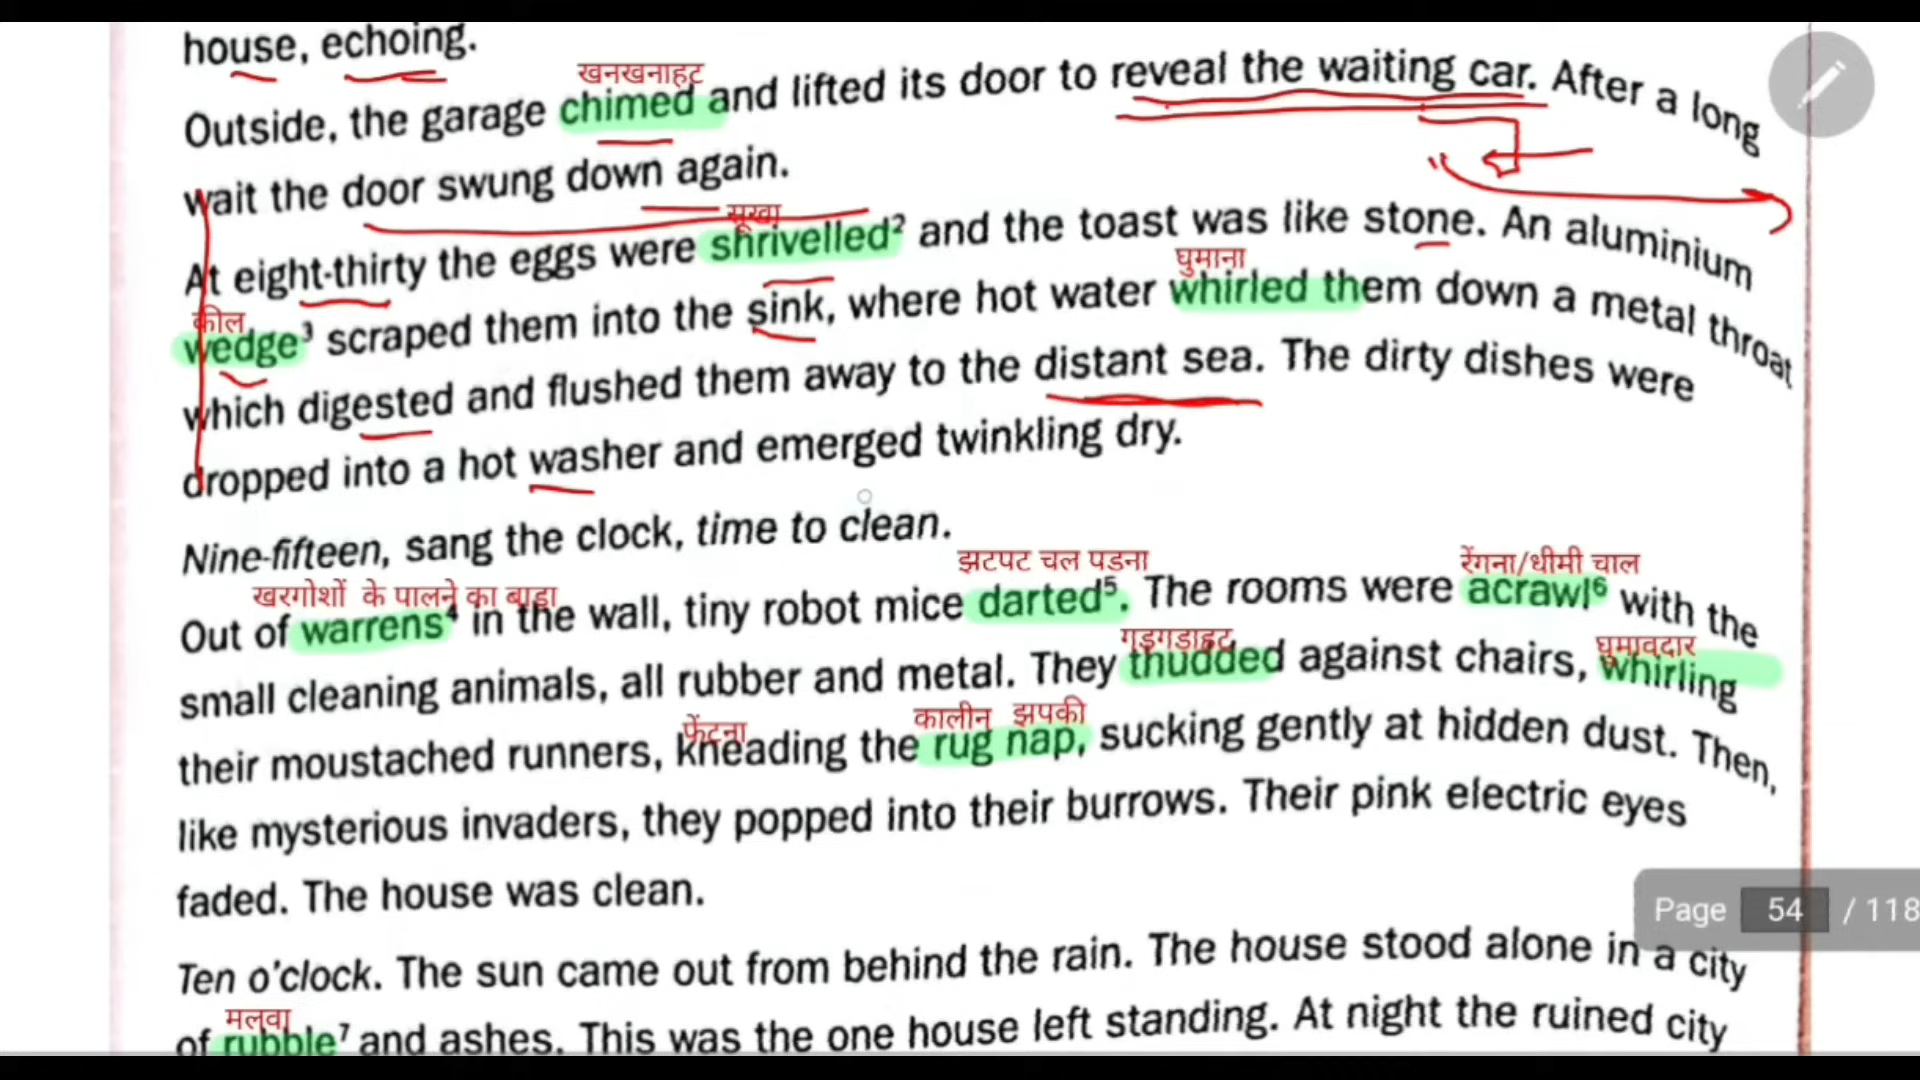 house, echoing.
खनखनाहट
Outside, the garage chimed and lifted its door to reveal the waiting car. After a long
wait the door swung down again.
सूखा
At eight-thirty the eggs were shrivelled² and the toast was like stone. An aluminium
घुमाना
कील
wedge³ scraped them into the sink, where hot water whirled them down a metal throat
which digested and flushed them away to the distant sea. The dirty dishes were
dropped into a hot washer and emerged twinkling dry.
Nine-fifteen, sang the clock, time to clean.
खरगोशों के पालने का बाड़ा झटपट चल पडना रेंगना/धीमी चाल
Out of warrens⁴ in the wall, tiny robot mice darted⁵. The rooms were acrawl⁶ with the
गड़गड़ाहट घुमावदार
small cleaning animals, all rubber and metal. They thudded against chairs, whirling
फेंटना कालीन झपकी
their moustached runners, kneading the rug nap, sucking gently at hidden dust. Then,
like mysterious invaders, they popped into their burrows. Their pink electric eyes
faded. The house was clean.
Page 54 / 118
Ten o'clock. The sun came out from behind the rain. The house stood alone in a city
मलवा
of rubble⁷ and ashes. This was the one house left standing. At night the ruined city